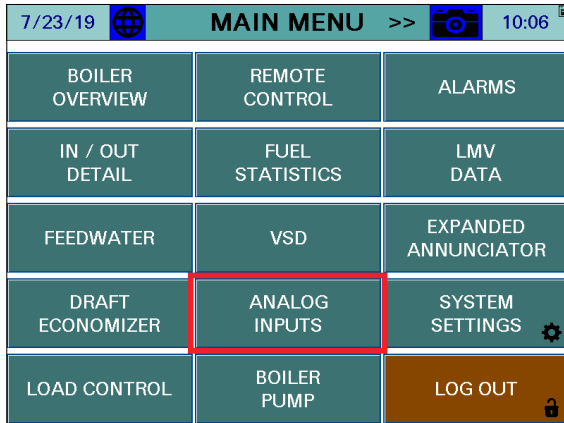 7/23/19 MAIN MENU >> 10:06
BOILER
OVERVIEW
REMOTE
CONTROL
ALARMS
IN / OUT
DETAIL
FUEL
STATISTICS
LMV
DATA
FEEDWATER
VSD
EXPANDED
ANNUNCIATOR
DRAFT
ECONOMIZER
ANALOG
INPUTS
SYSTEM
SETTINGS
LOAD CONTROL
BOILER
PUMP
LOG OUT